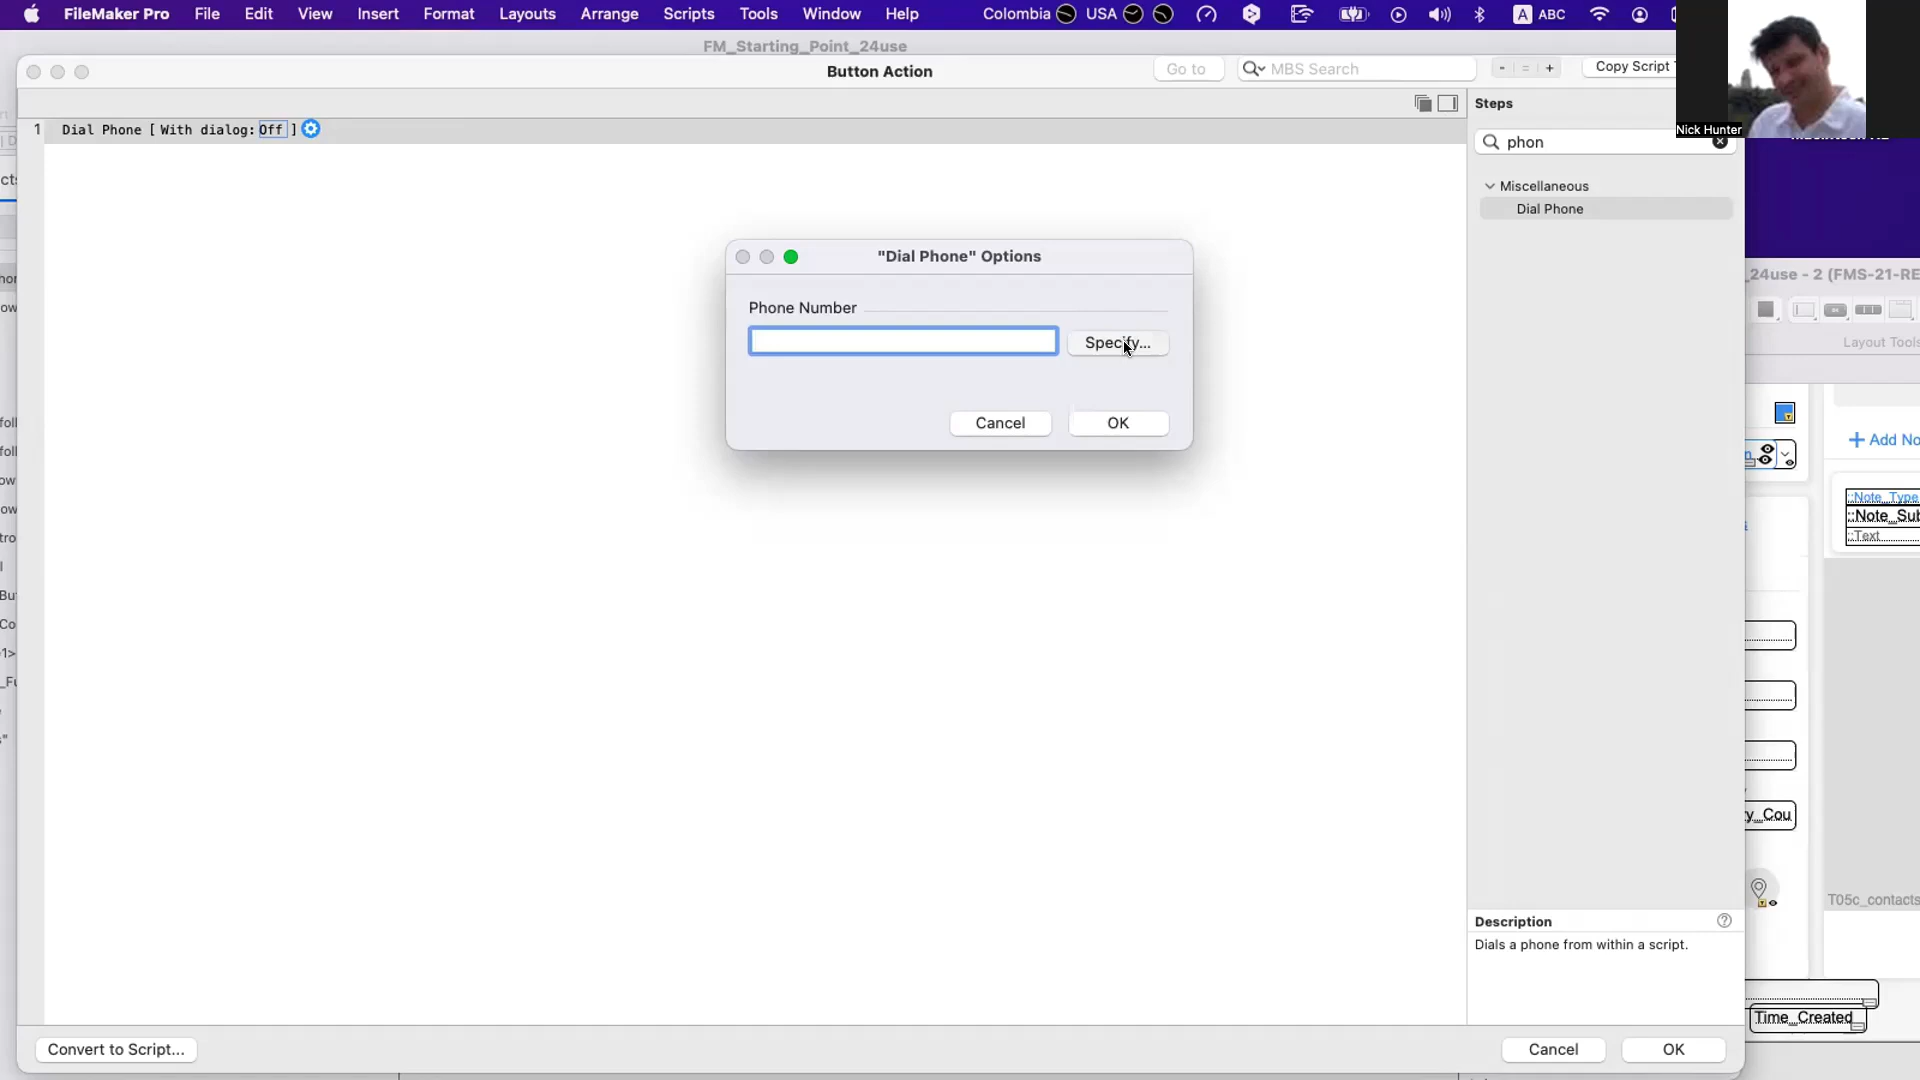 FileMaker Pro File Edit View Insert Format Layouts Arrange Scripts Tools Window Help Colombia USA A ABC
FM_Starting_Point_24use
Button Action
Go to
MBS Search
- = +
Copy Script
Nick Hunter
1 Dial Phone [ With dialog: Off ]
Steps
phon
Miscellaneous
Dial Phone
"Dial Phone" Options
Phone Number
Specify...
Cancel
OK
_24use - 2 (FMS-21-RE
Layout Tools
Add No
::Note_Type
::Note_Sub
::Text
y_Cou
T05c_contacts
Description
Dials a phone from within a script.
Time_Created
Convert to Script...
Cancel
OK